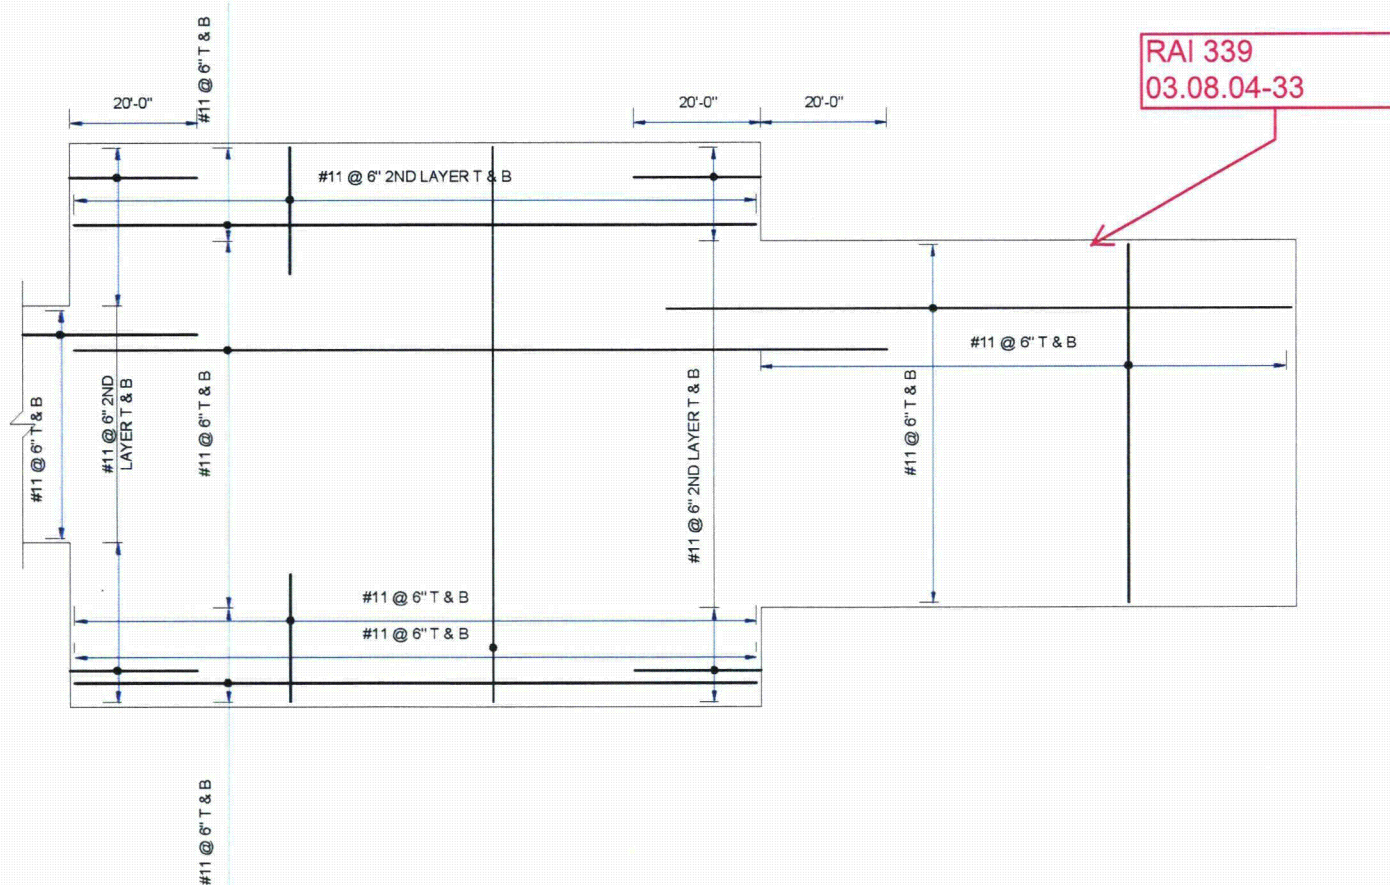 #11 @ 6" T & B
RAI 339
03.08.04-33
20'-0"
20'-0"
20'-0"
#11 @ 6" 2ND LAYER T & B
#11 @ 6" T & B
#11 @ 6" T & B
#11 @ 6" 2ND
LAYER T & B
#11 @ 6" T & B
#11 @ 6" 2ND LAYER T & B
#11 @ 6" T & B
#11 @ 6" T & B
#11 @ 6" T & B
#11 @ 6" T & B